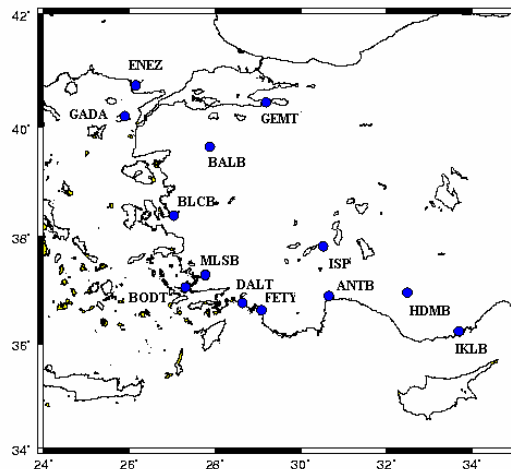 42°
ENEZ
GADA
GEMT
40°
BALB
BLCB
38°
ISP
MLSB
DALT
ANTB
BODT
FETY
HDMB
36°
IKLB
34°
24° 26° 28° 30° 32° 34°